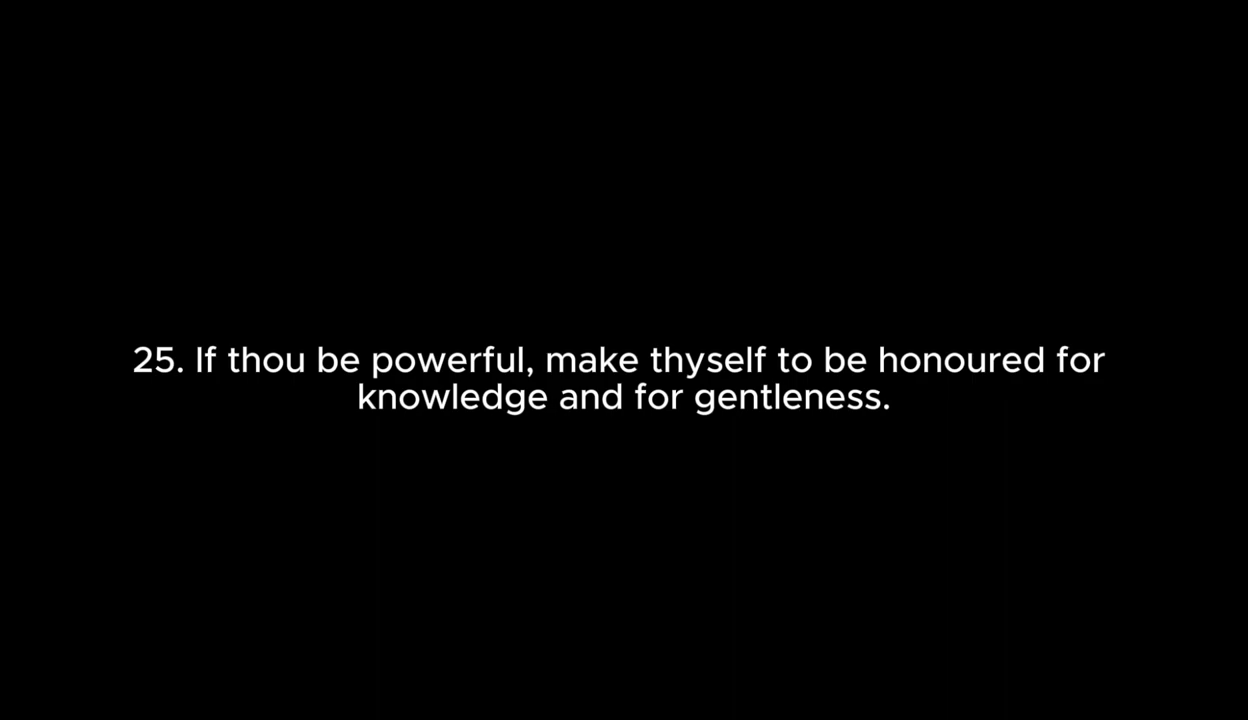 25. If thou be powerful, make thyself to be honoured for
knowledge and for gentleness.